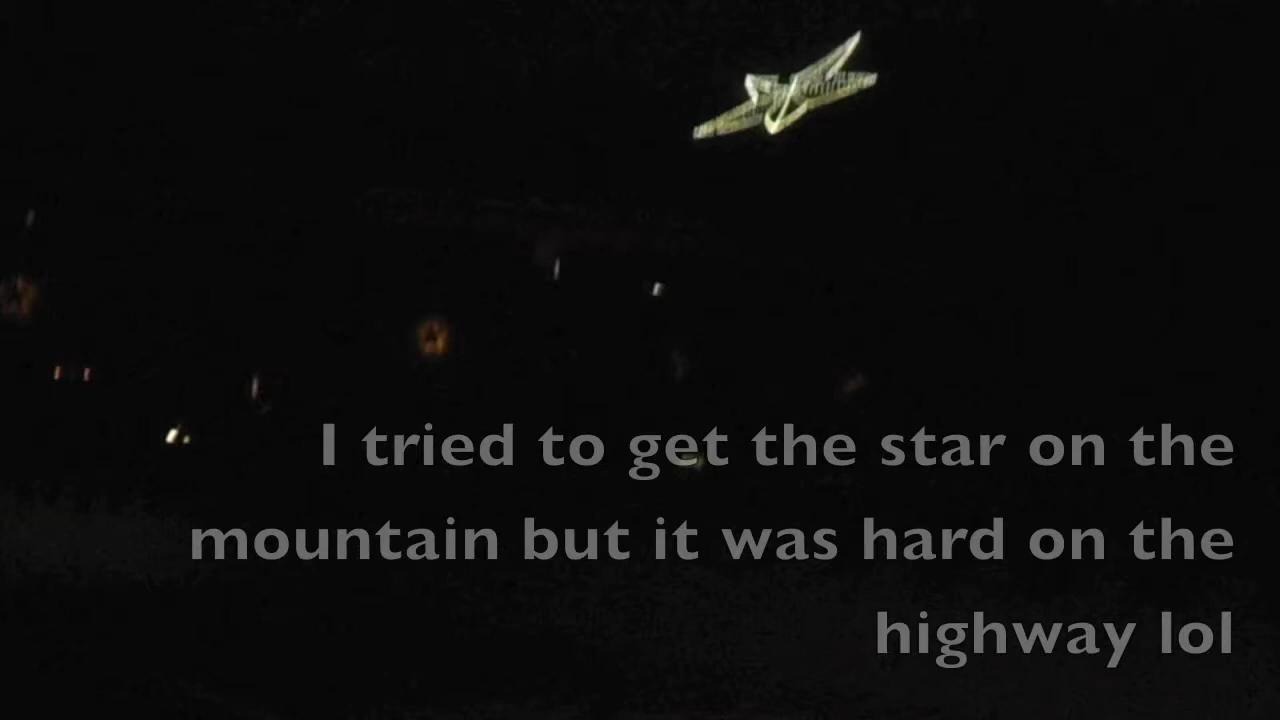 I tried to get the star on the
mountain but it was hard on the
highway lol